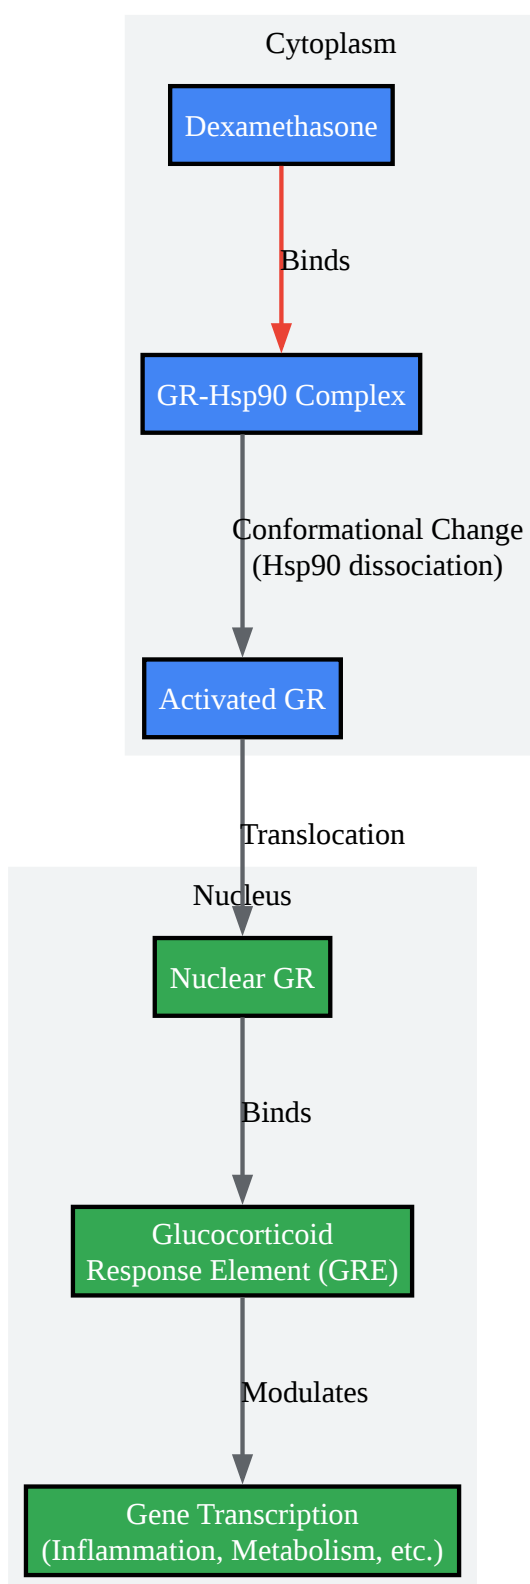 Cytoplasm
Dexamethasone
Binds
GR-Hsp90 Complex
Conformational Change
(Hsp90 dissociation)
Activated GR
Translocation
Nucleus
Nuclear GR
Binds
Glucocorticoid
Response Element (GRE)
Modulates
Gene Transcription
(Inflammation, Metabolism, etc.)